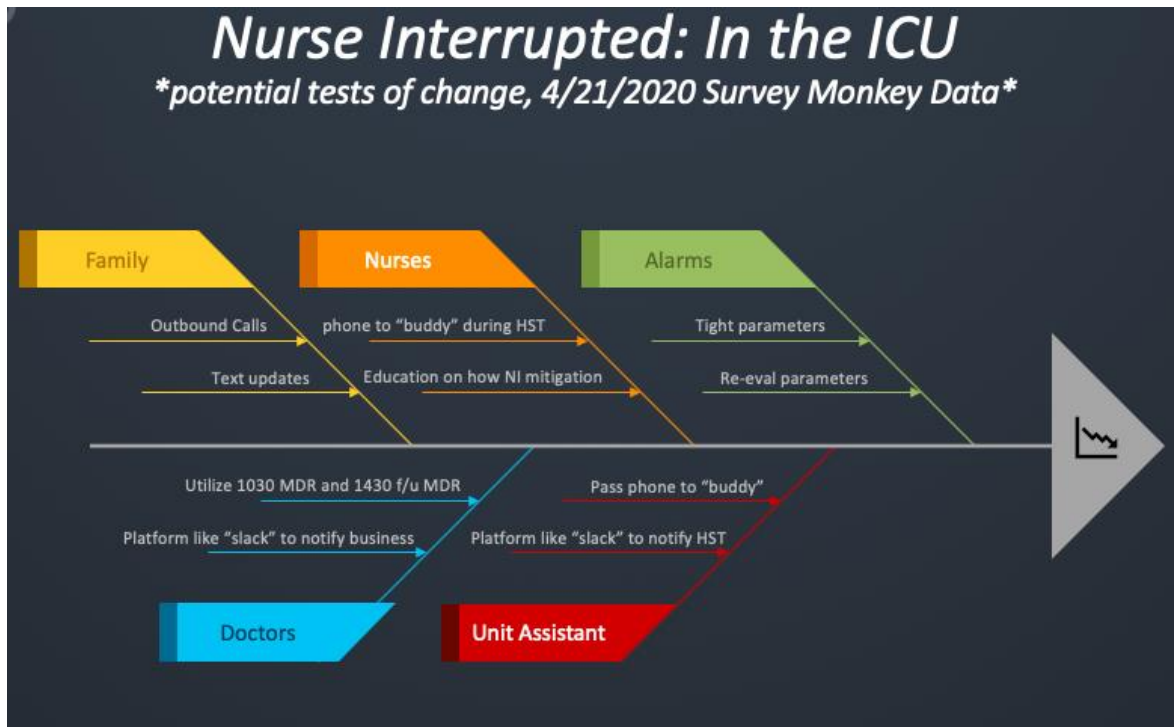 Nurse Interrupted: In the ICU
*potential tests of change, 4/21/2020 Survey Monkey Data*
Family
Nurses
Alarms
Outbound Calls
phone to “buddy” during HST
Tight parameters
Text updates
Education on how NI mitigation
Re-eval parameters
Utilize 1030 MDR and 1430 f/u MDR
Pass phone to “buddy”
Platform like “slack” to notify business
Platform like “slack” to notify HST
Doctors
Unit Assistant